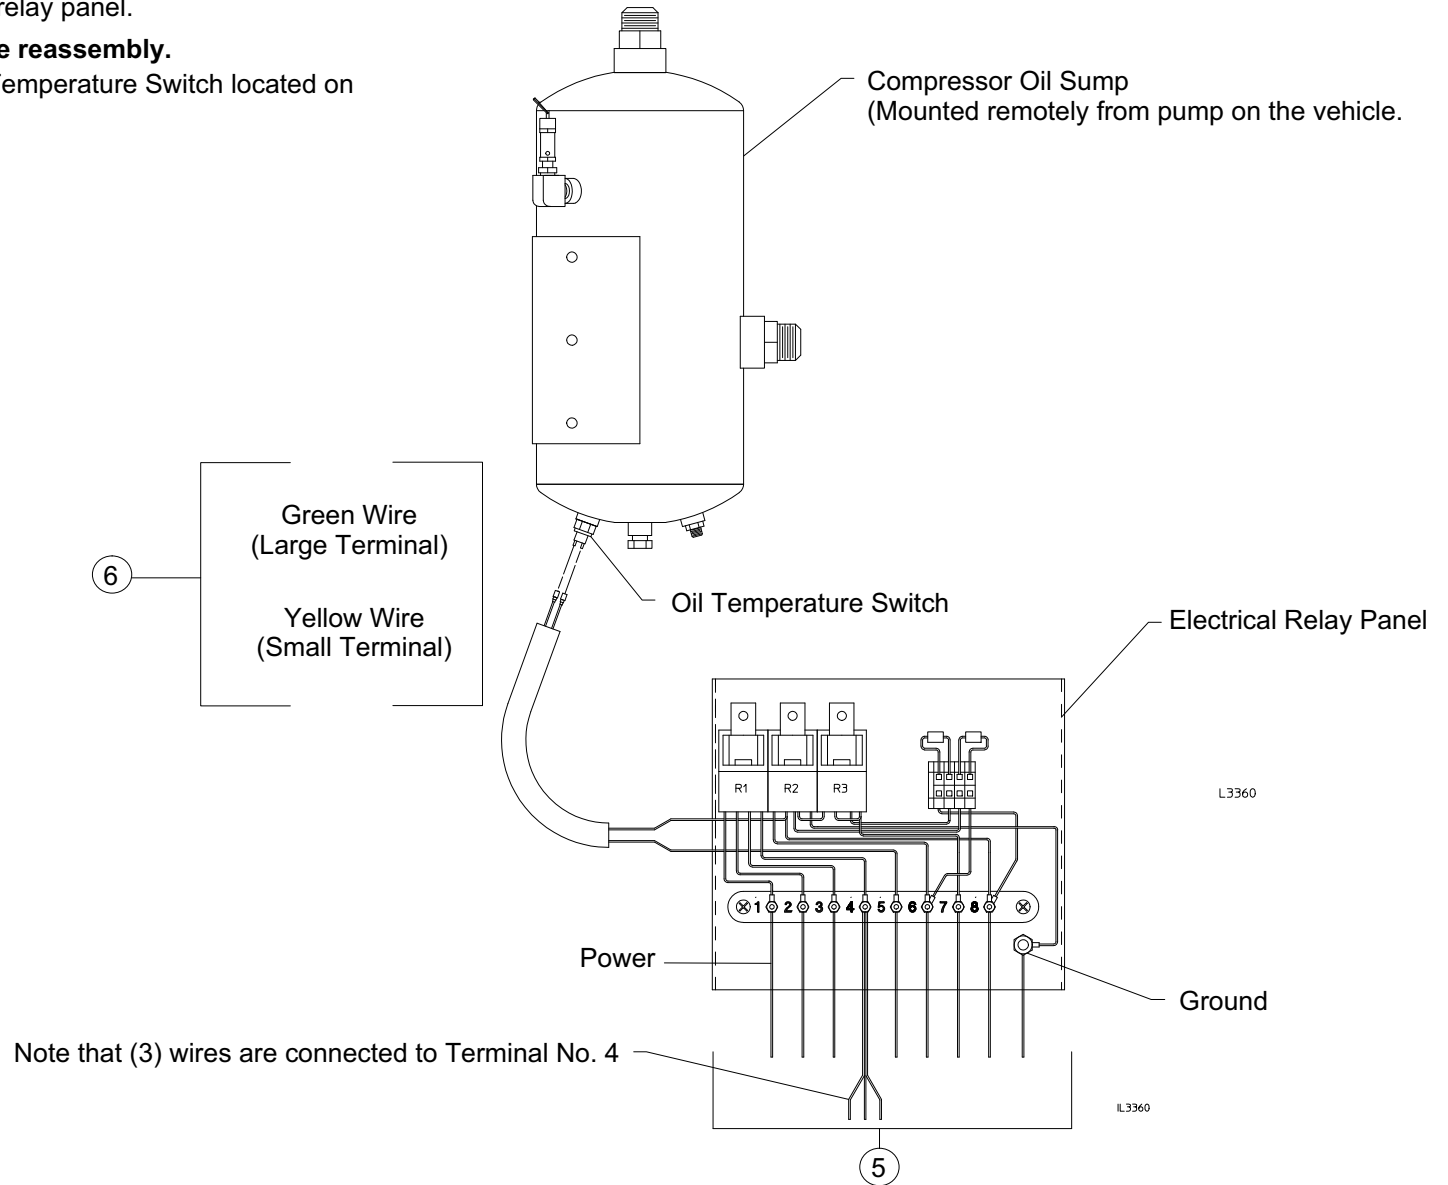 relay panel.
e reassembly.
Temperature Switch located on
Compressor Oil Sump
(Mounted remotely from pump on the vehicle.
Green Wire
(Large Terminal)
6
Yellow Wire
(Small Terminal)
Oil Temperature Switch
Electrical Relay Panel
R1 R2 R3
L3360
1 2 3 4 5 6 7 8
Power
Ground
Note that (3) wires are connected to Terminal No. 4
IL3360
5